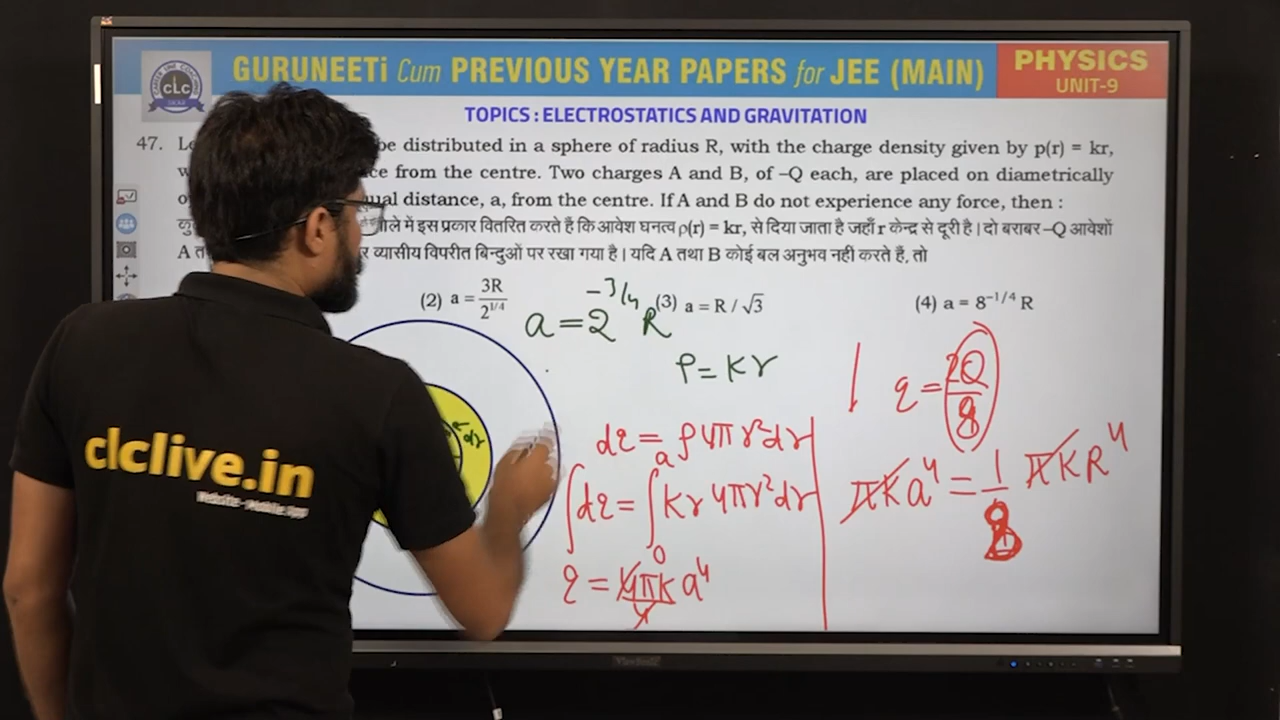 GURUNEETi Cum PREVIOUS YEAR PAPERS for JEE (MAIN)
PHYSICS
UNIT-9
CLC
TOPICS : ELECTROSTATICS AND GRAVITATION
47. be distributed in a sphere of radius R, with the charge density given by p(r) = kr,
from the centre. Two charges A and B, of –Q each, are placed on diametrically
distance, a, from the centre. If A and B do not experience any force, then :
में इस प्रकार वितरित करते हैं कि आवेश घनत्व ρ(r) = kr, से दिया जाता है जहाँ r केन्द्र से दूरी है। दो बराबर –Q आवेशों
व्यासीय विपरीत बिन्दुओं पर रखा गया है। यदि A तथा B कोई बल अनुभव नही करते हैं, तो
(2) a = 3R/2^1/4 (3) a = R / √3 (4) a = 8^-1/4 R
a = 2^-3/4 R
ρ = Kr
q = 2Q/8
dq = ρ4πr²dr
∫dq = ∫₀ᵃ Kr 4πr²dr
πKa⁴ = 1/8 πKR⁴
q = 4πK/4 a⁴
dr
clclive.in
Website - Mobile App
ViewSonic